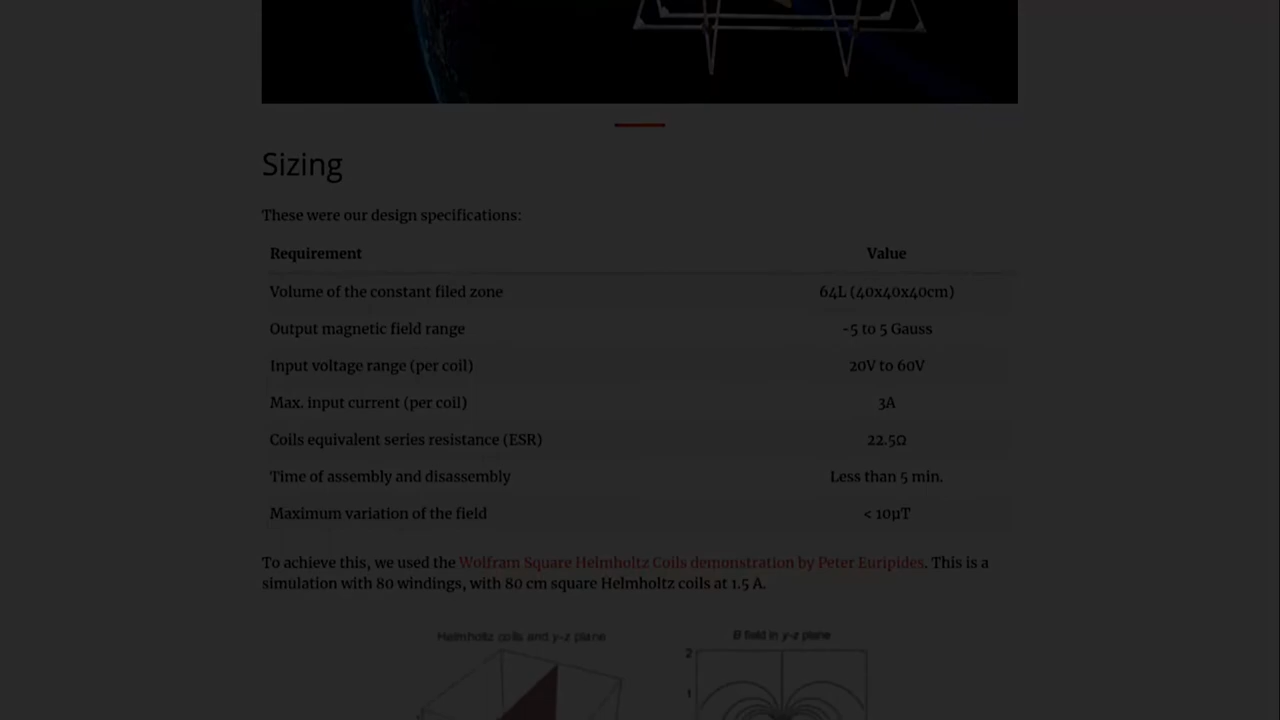 Sizing
These were our design specifications:
Requirement Value
Volume of the constant filed zone 64L (40x40x40cm)
Output magnetic field range -5 to 5 Gauss
Input voltage range (per coil) 20V to 60V
Max. input current (per coil) 3A
Coils equivalent series resistance (ESR) 22.5Ω
Time of assembly and disassembly Less than 5 min.
Maximum variation of the field < 10µT
To achieve this, we used the Wolfram Square Helmholtz Coils demonstration by Peter Euripides. This is a
simulation with 80 windings, with 80 cm square Helmholtz coils at 1.5 A.
Helmholtz coils and y-z plane B field in y-z plane
2
1